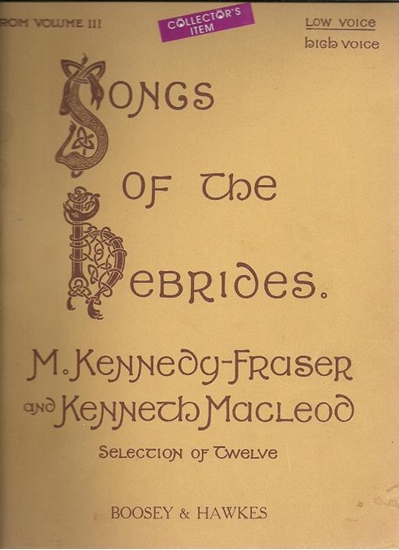 ROM VOLUME III
COLLECTOR'S
ITEM
LOW VOICE
HIGH VOICE
SONGS
OF THE
HEBRIDES.
M. KENNEDY-FRASER
AND KENNETH MACLEOD
SELECTION OF TWELVE
BOOSEY & HAWKES